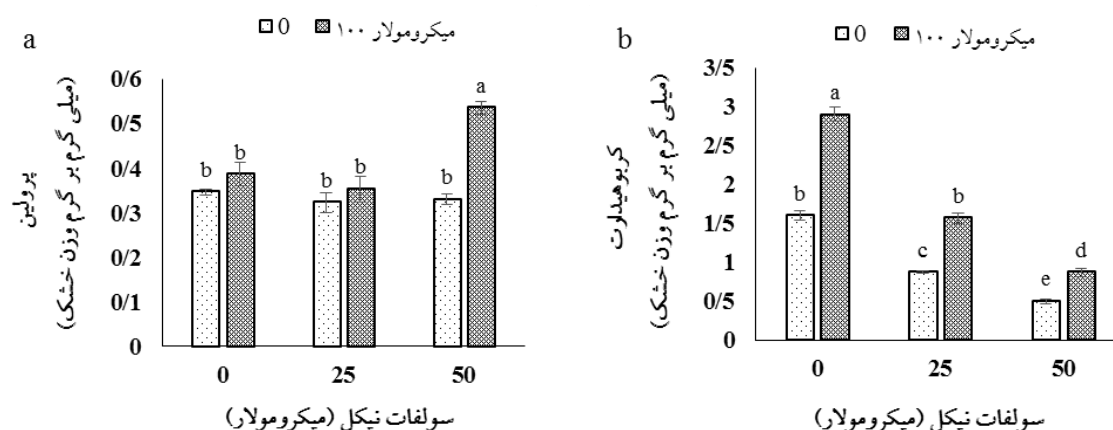 a
0 ۱۰۰ میکرومولار
پرولین
(میلی گرم بر گرم وزن خشک)
0/6
0/5
0/4
0/3
0/2
0/1
0
b b b b b a
0 25 50
سولفات نیکل (میکرومولار)
b
0 ۱۰۰ میکرومولار
کربوهیدارت
(میلی گرم بر گرم وزن خشک)
3/5
3
2/5
2
1/5
1
0/5
0
b a c b e d
0 25 50
سولفات نیکل (میکرومولار)